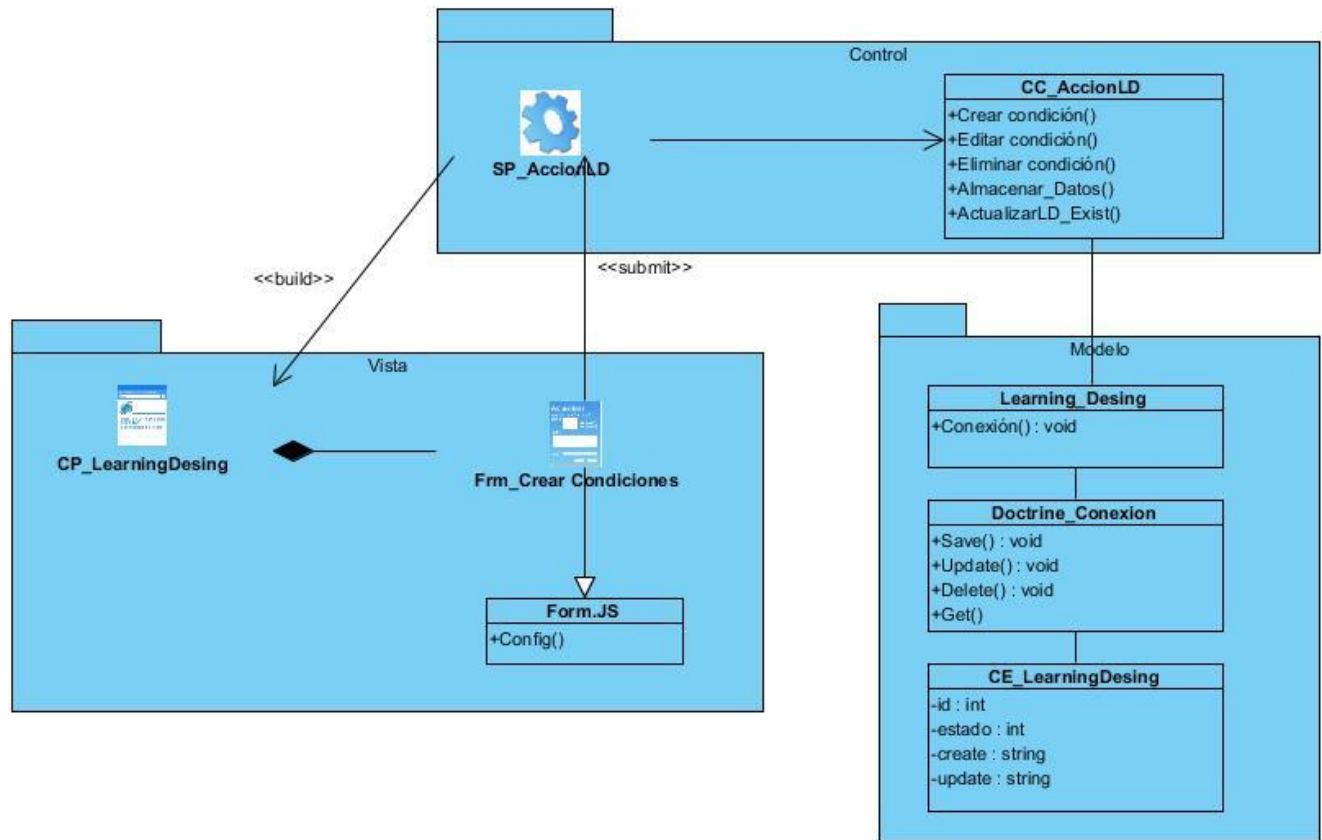 Control
SP_AccionLD
CC_AccionLD
+Crear condición()
+Editar condición()
+Eliminar condición()
+Almacenar_Datos()
+ActualizarLD_Exist()
<<build>>
<<submit>>
Vista
CP_LearningDesing
Frm_Crear Condiciones
Form.JS
+Config()
Modelo
Learning_Desing
+Conexión() : void
Doctrine_Conexion
+Save() : void
+Update() : void
+Delete() : void
+Get()
CE_LearningDesing
-id : int
-estado : int
-create : string
-update : string